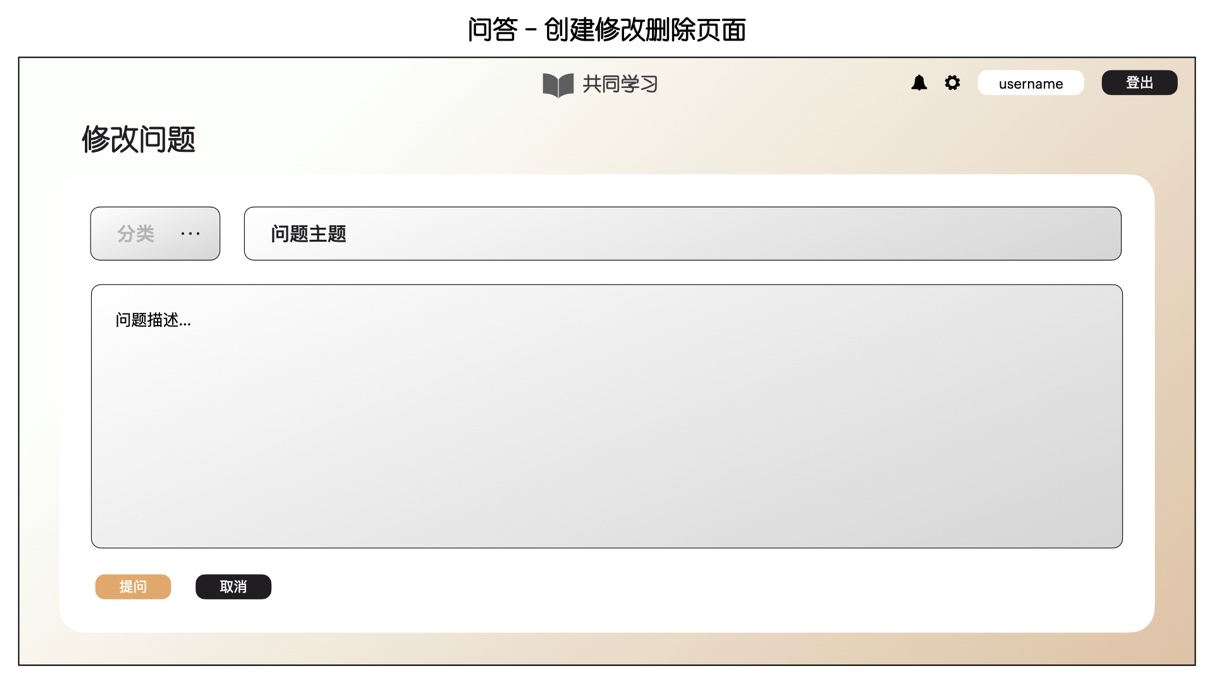 问答 - 创建修改删除页面
共同学习
username
登出
修改问题
分类 ···
问题主题
问题描述...
提问
取消